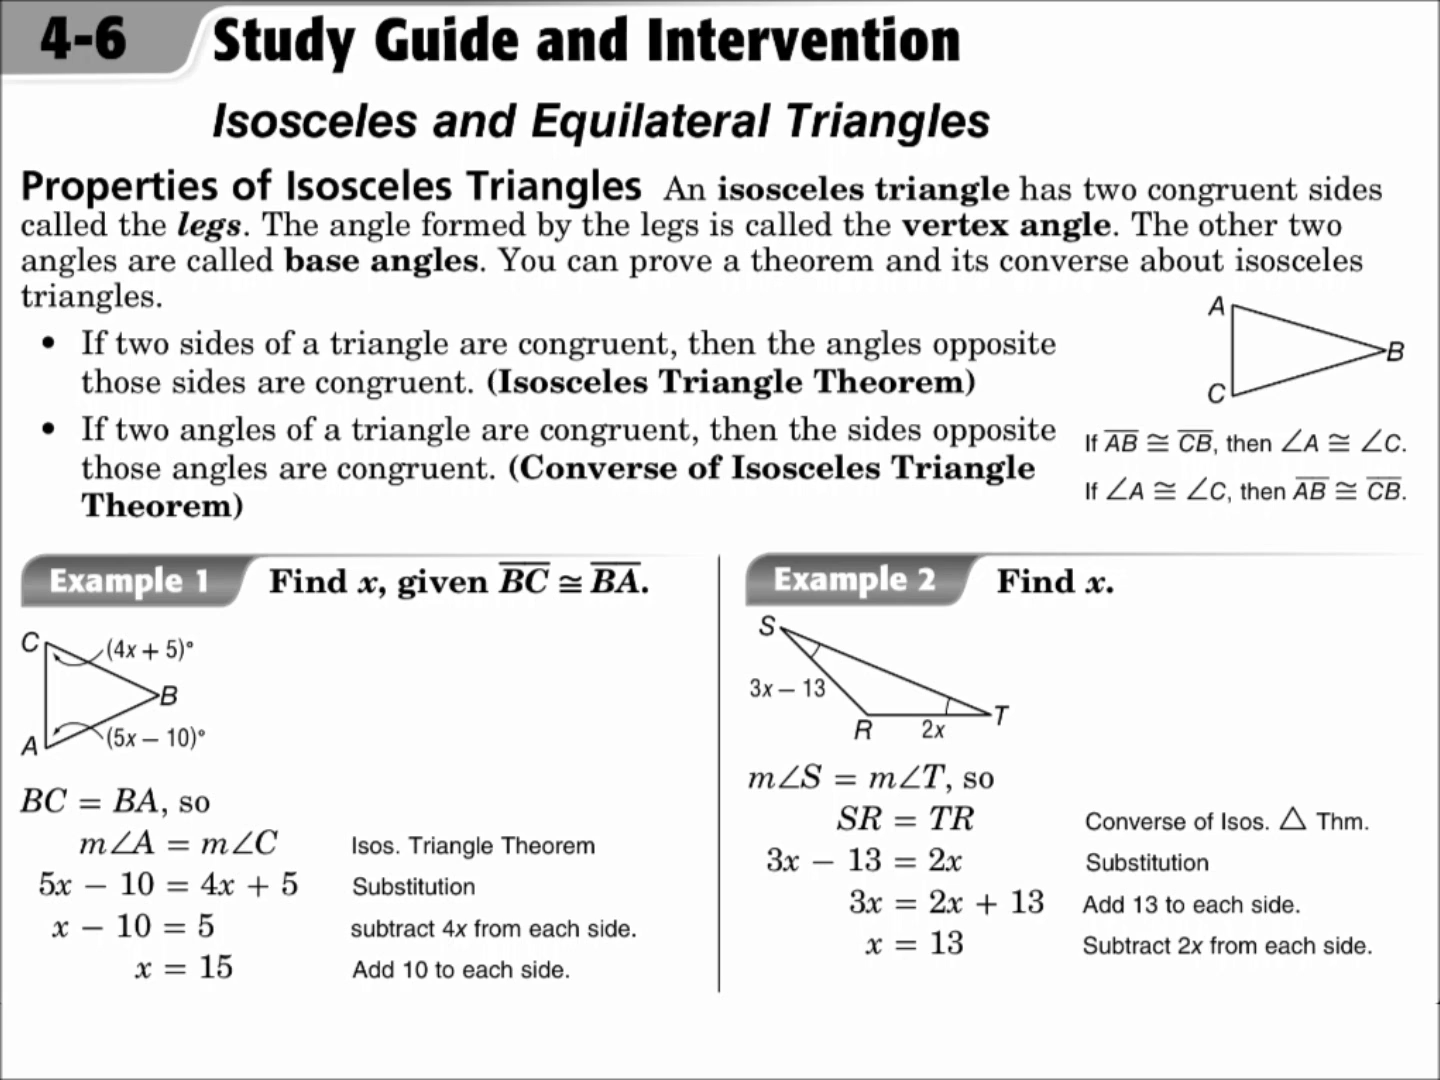 4-6 Study Guide and Intervention
Isosceles and Equilateral Triangles
Properties of Isosceles Triangles An isosceles triangle has two congruent sides
called the legs. The angle formed by the legs is called the vertex angle. The other two
angles are called base angles. You can prove a theorem and its converse about isosceles
triangles.
• If two sides of a triangle are congruent, then the angles opposite
those sides are congruent. (Isosceles Triangle Theorem)
• If two angles of a triangle are congruent, then the sides opposite
those angles are congruent. (Converse of Isosceles Triangle
Theorem)
A
B
C
If A̅B̅ ≅ C̅B̅, then ∠A ≅ ∠C.
If ∠A ≅ ∠C, then A̅B̅ ≅ C̅B̅.
Example 1 Find x, given B̅C̅ ≅ B̅A̅.
C
(4x + 5)°
B
A
(5x – 10)°
BC = BA, so
m∠A = m∠C Isos. Triangle Theorem
5x − 10 = 4x + 5 Substitution
x − 10 = 5 subtract 4x from each side.
x = 15 Add 10 to each side.
Example 2 Find x.
S
3x – 13
T
R
2x
m∠S = m∠T, so
SR = TR Converse of Isos. △ Thm.
3x − 13 = 2x Substitution
3x = 2x + 13 Add 13 to each side.
x = 13 Subtract 2x from each side.